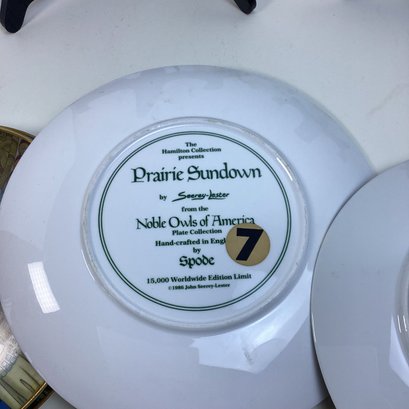 The
Hamilton Collection
presents
Prairie Sundown
by Seerey-Lester
from the
Noble Owls of America
Plate Collection
Hand-crafted in Engl
by
Spode
15,000 Worldwide Edition Limit
©1986 John Seerey-Lester
7